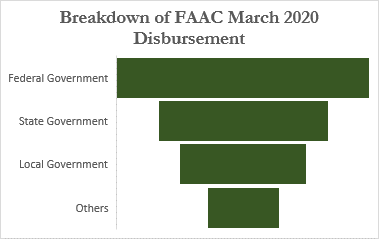 Breakdown of FAAC March 2020
Disbursement
Federal Government
State Government
Local Government
Others